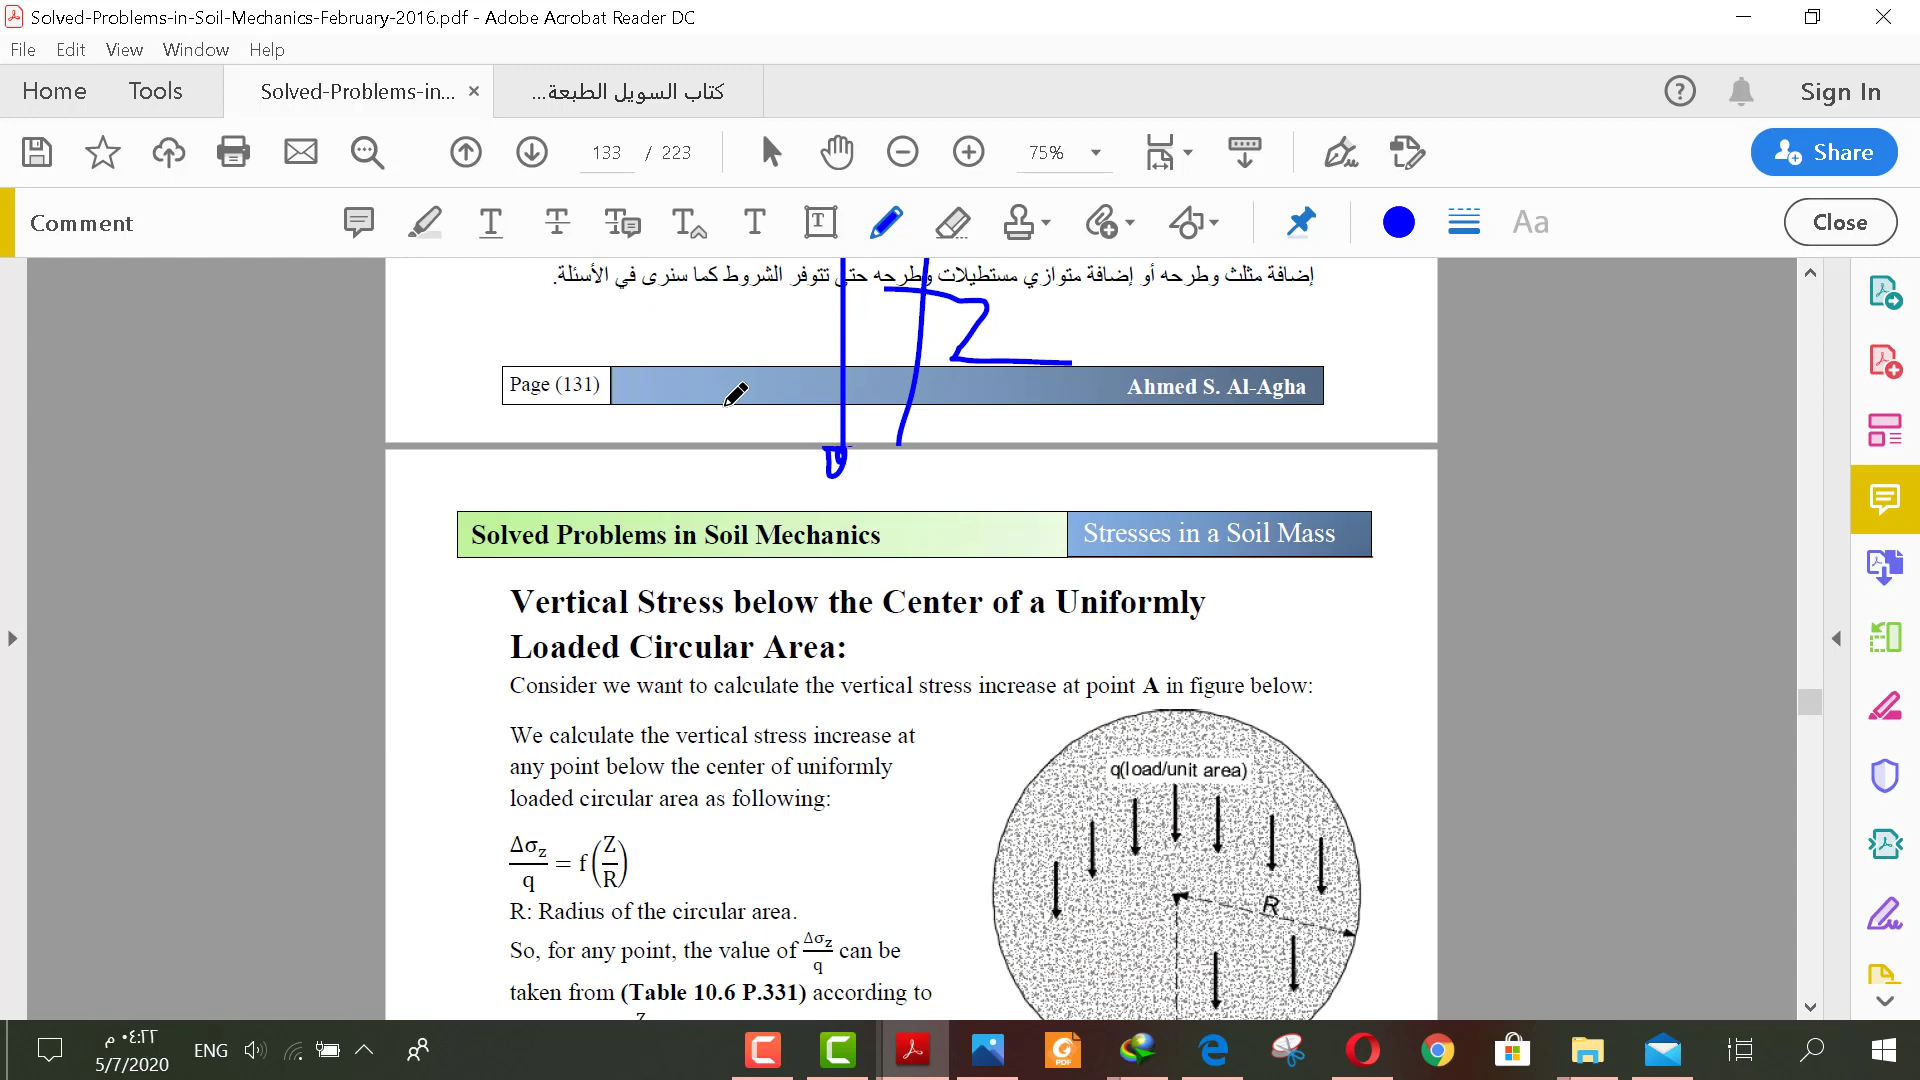 Solved-Problems-in-Soil-Mechanics-February-2016.pdf - Adobe Acrobat Reader DC
File Edit View Window Help
Home Tools Solved-Problems-in... × كتاب السويل الطبعة... Sign In
133 / 223 75% Share
Comment Aa Close
إضافة مثلث وطرحه أو إضافة متوازي مستطيلات وطرحه حتى تتوفر الشروط كما سنرى في الأسئلة.
Z
Page (131) Ahmed S. Al-Agha
Solved Problems in Soil Mechanics Stresses in a Soil Mass
Vertical Stress below the Center of a Uniformly
Loaded Circular Area:
Consider we want to calculate the vertical stress increase at point A in figure below:
We calculate the vertical stress increase at
any point below the center of uniformly
loaded circular area as following:
Δσz/q = f(Z/R)
R: Radius of the circular area.
So, for any point, the value of Δσz/q can be
taken from (Table 10.6 P.331) according to
Z
q(load/unit area)
R
٠٤:٢٢ م
ENG
5/7/2020